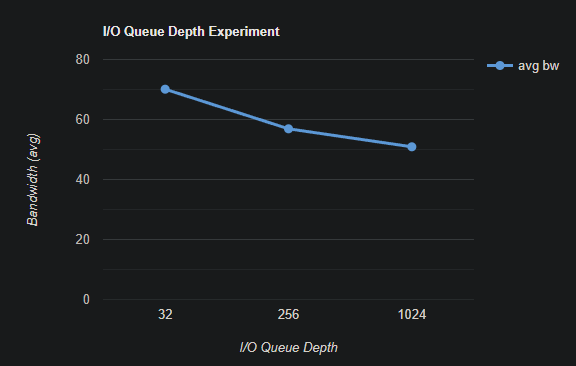 I/O Queue Depth Experiment
avg bw
80
60
40
20
0
Bandwidth (avg)
32 256 1024
I/O Queue Depth